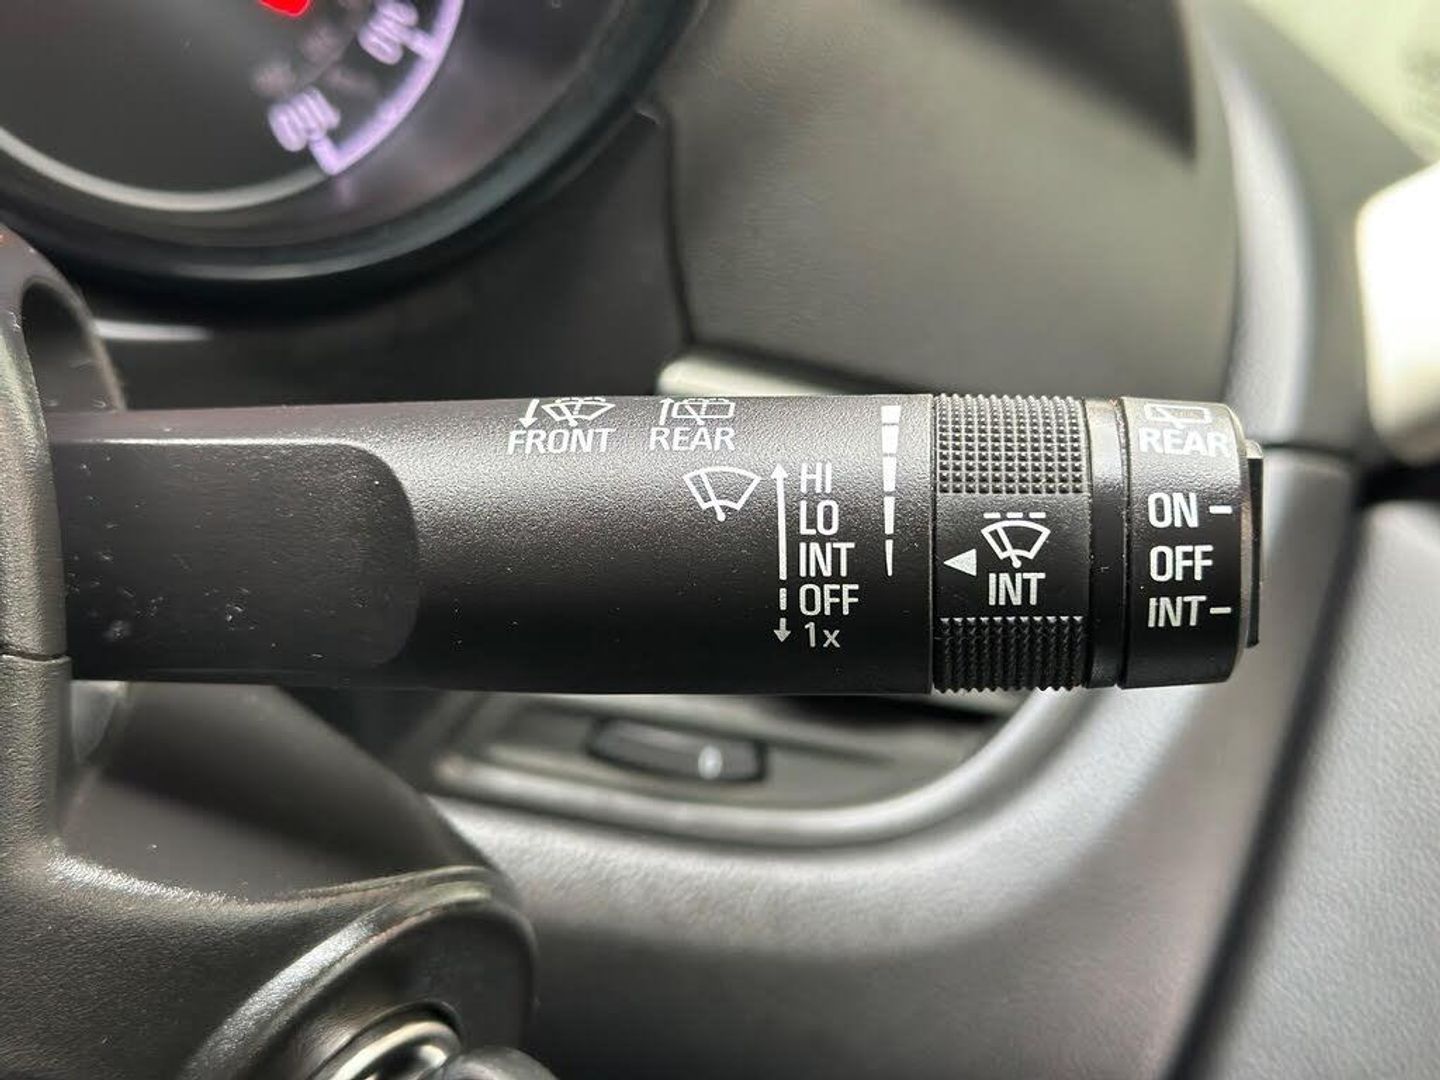 FRONT REAR
HI
LO
INT
OFF
1x
INT
REAR
ON
OFF
INT